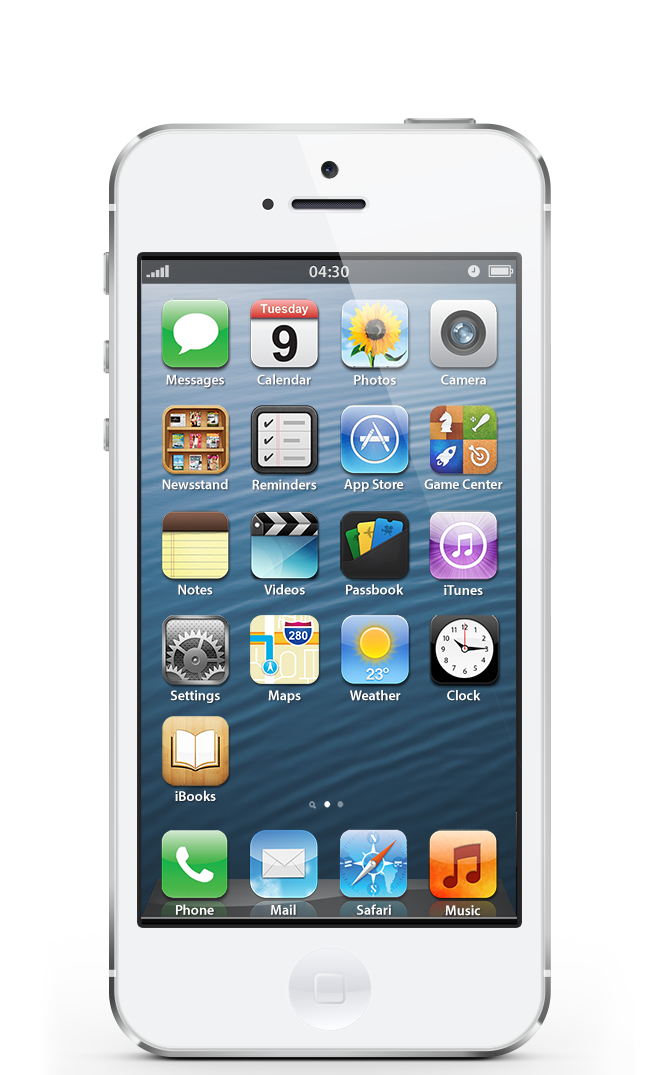 04:30
Tuesday
9
Messages Calendar Photos Camera
Newsstand Reminders App Store Game Center
Notes Videos Passbook iTunes
280
23°
12
Settings Maps Weather Clock
iBooks
Phone Mail Safari Music